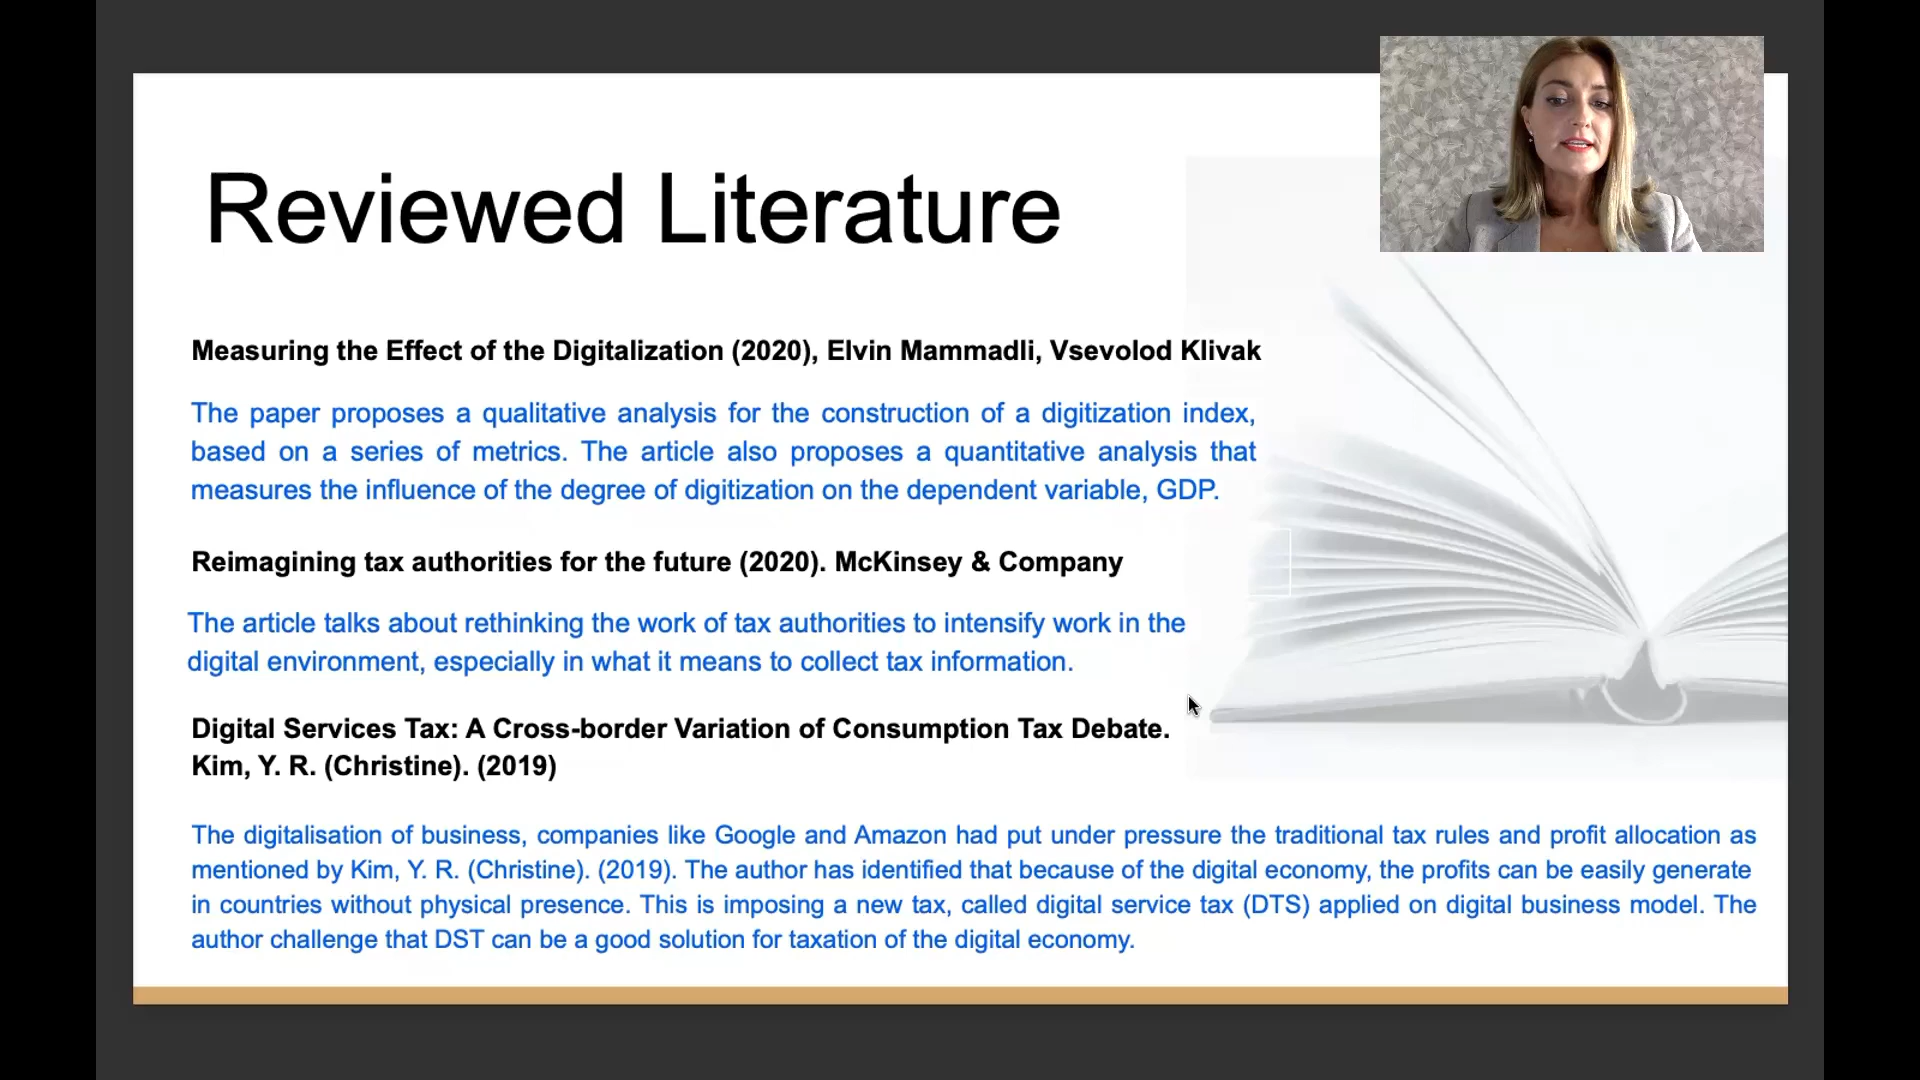 Reviewed Literature
Measuring the Effect of the Digitalization (2020), Elvin Mammadli, Vsevolod Klivak
The paper proposes a qualitative analysis for the construction of a digitization index,
based on a series of metrics. The article also proposes a quantitative analysis that
measures the influence of the degree of digitization on the dependent variable, GDP.
Reimagining tax authorities for the future (2020). McKinsey & Company
The article talks about rethinking the work of tax authorities to intensify work in the
digital environment, especially in what it means to collect tax information.
Digital Services Tax: A Cross-border Variation of Consumption Tax Debate.
Kim, Y. R. (Christine). (2019)
The digitalisation of business, companies like Google and Amazon had put under pressure the traditional tax rules and profit allocation as
mentioned by Kim, Y. R. (Christine). (2019). The author has identified that because of the digital economy, the profits can be easily generate
in countries without physical presence. This is imposing a new tax, called digital service tax (DTS) applied on digital business model. The
author challenge that DST can be a good solution for taxation of the digital economy.